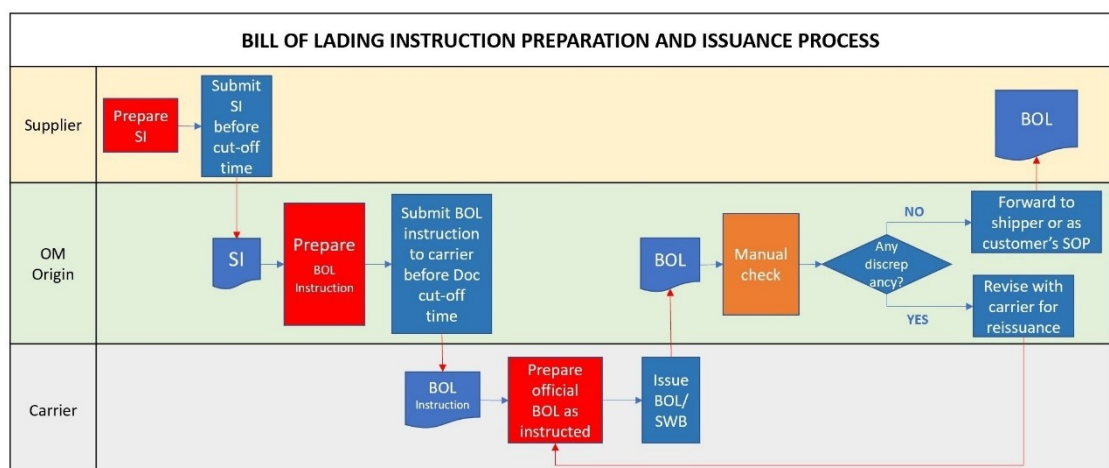 BILL OF LADING INSTRUCTION PREPARATION AND ISSUANCE PROCESS
Supplier
Prepare
SI
Submit
SI
before
cut-off
time
BOL
OM
Origin
SI
Prepare
BOL
Instruction
Submit BOL
instruction
to carrier
before Doc
cut-off
time
BOL
Manual
check
Any
discrep
ancy?
NO
Forward to
shipper or as
customer's SOP
YES
Revise with
carrier for
reissuance
Carrier
BOL
Instruction
Prepare
official
BOL as
instructed
Issue
BOL/
SWB